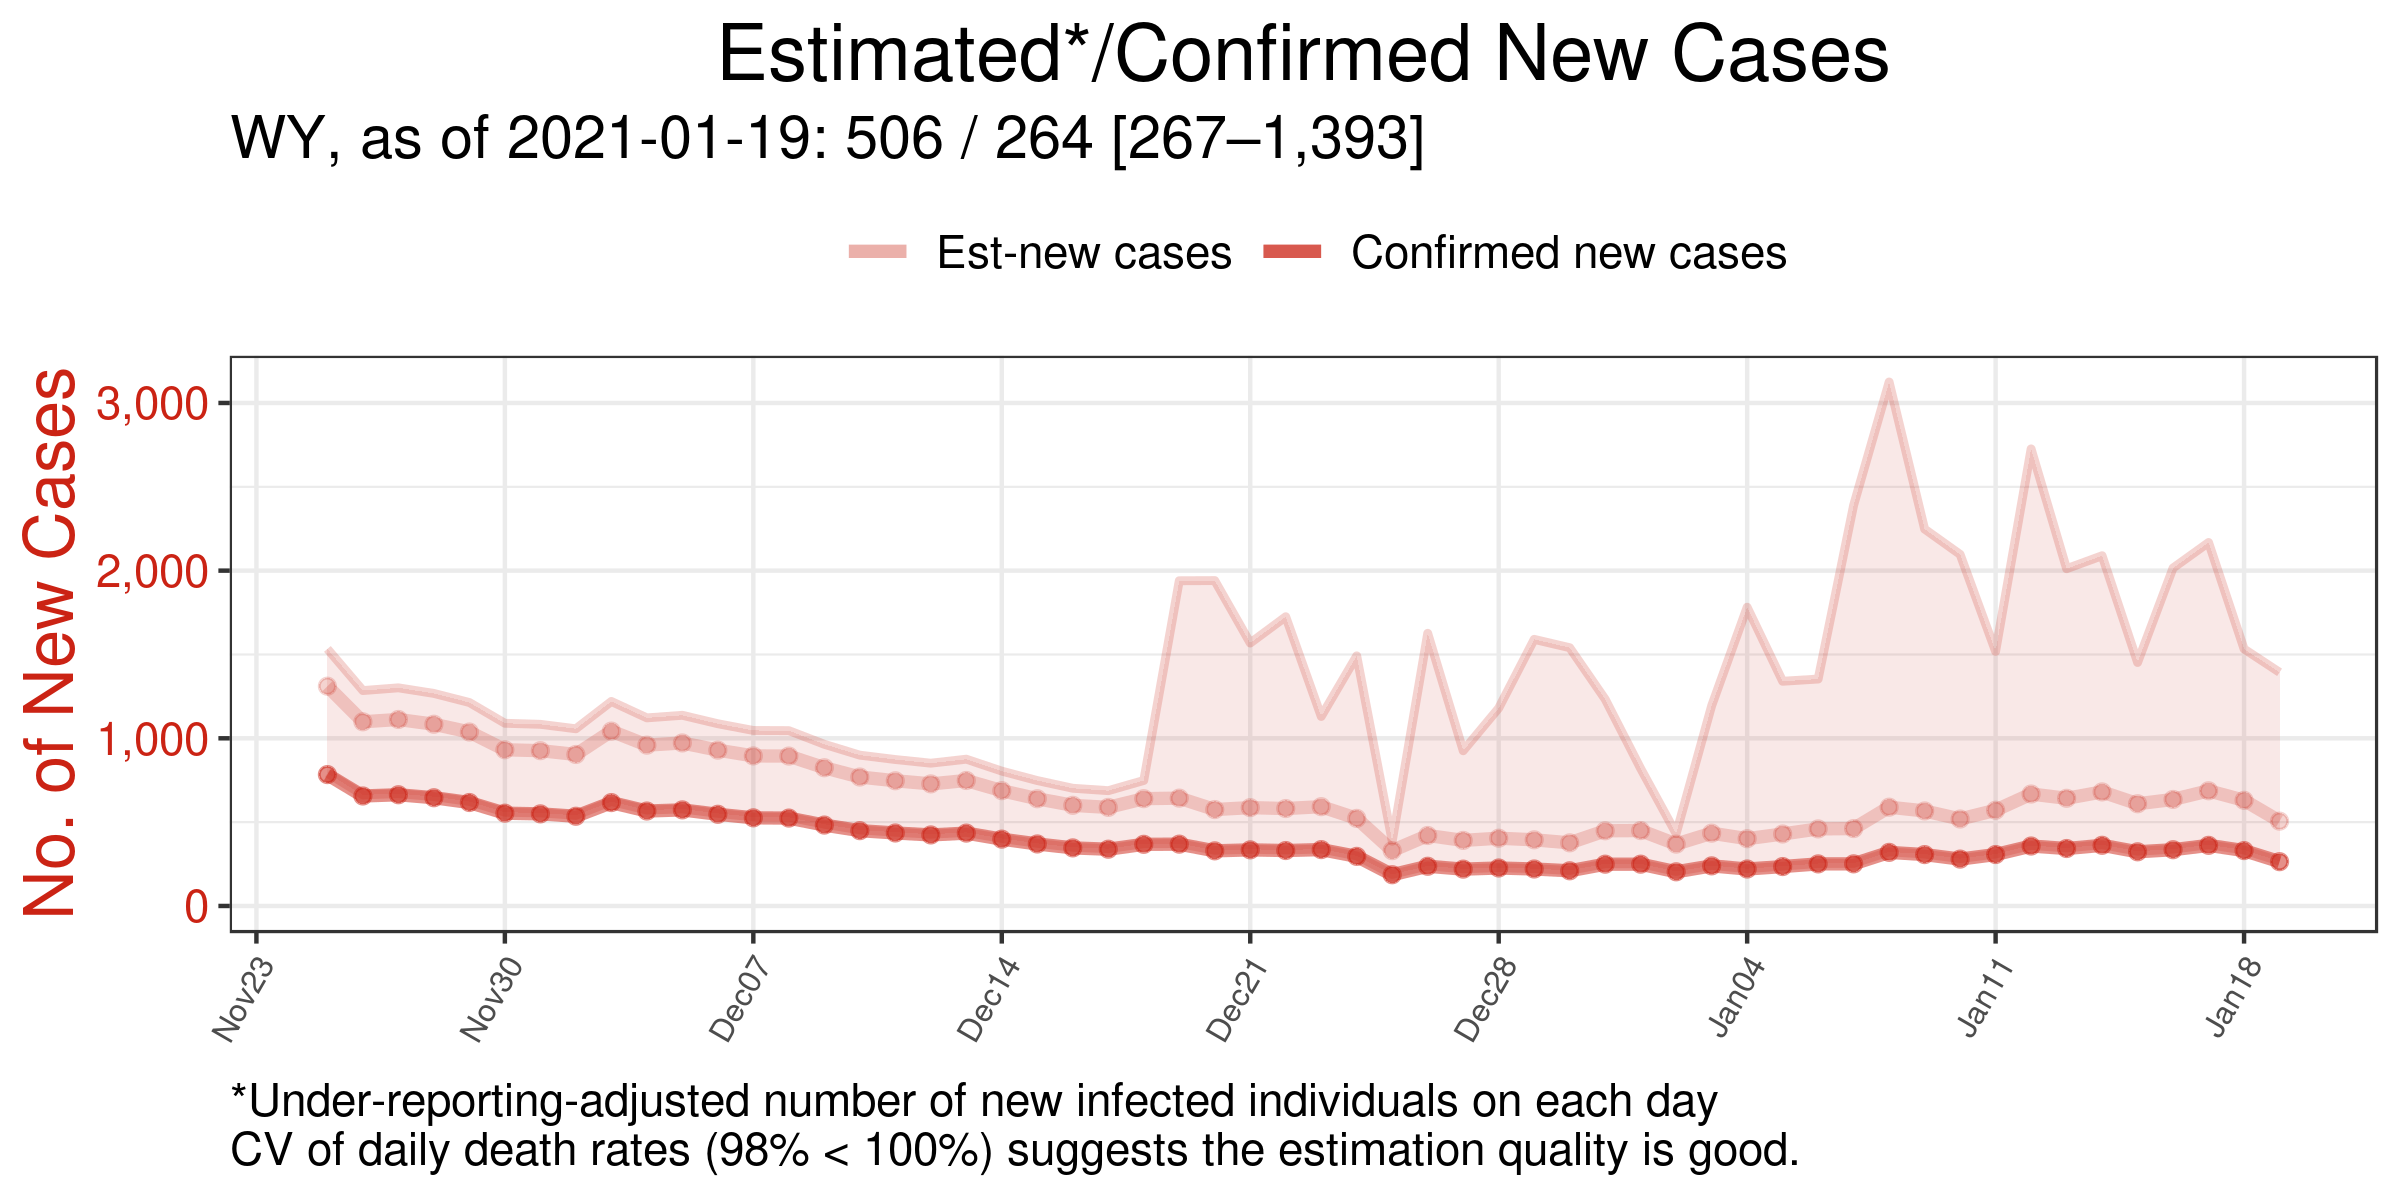 Estimated*/Confirmed New Cases
WY, as of 2021-01-19: 506 / 264 [267–1,393]
Est-new cases Confirmed new cases
No. of New Cases
3,000
2,000
1,000
0
Nov23 Nov30 Dec07 Dec14 Dec21 Dec28 Jan04 Jan11 Jan18
*Under-reporting-adjusted number of new infected individuals on each day
CV of daily death rates (98% < 100%) suggests the estimation quality is good.